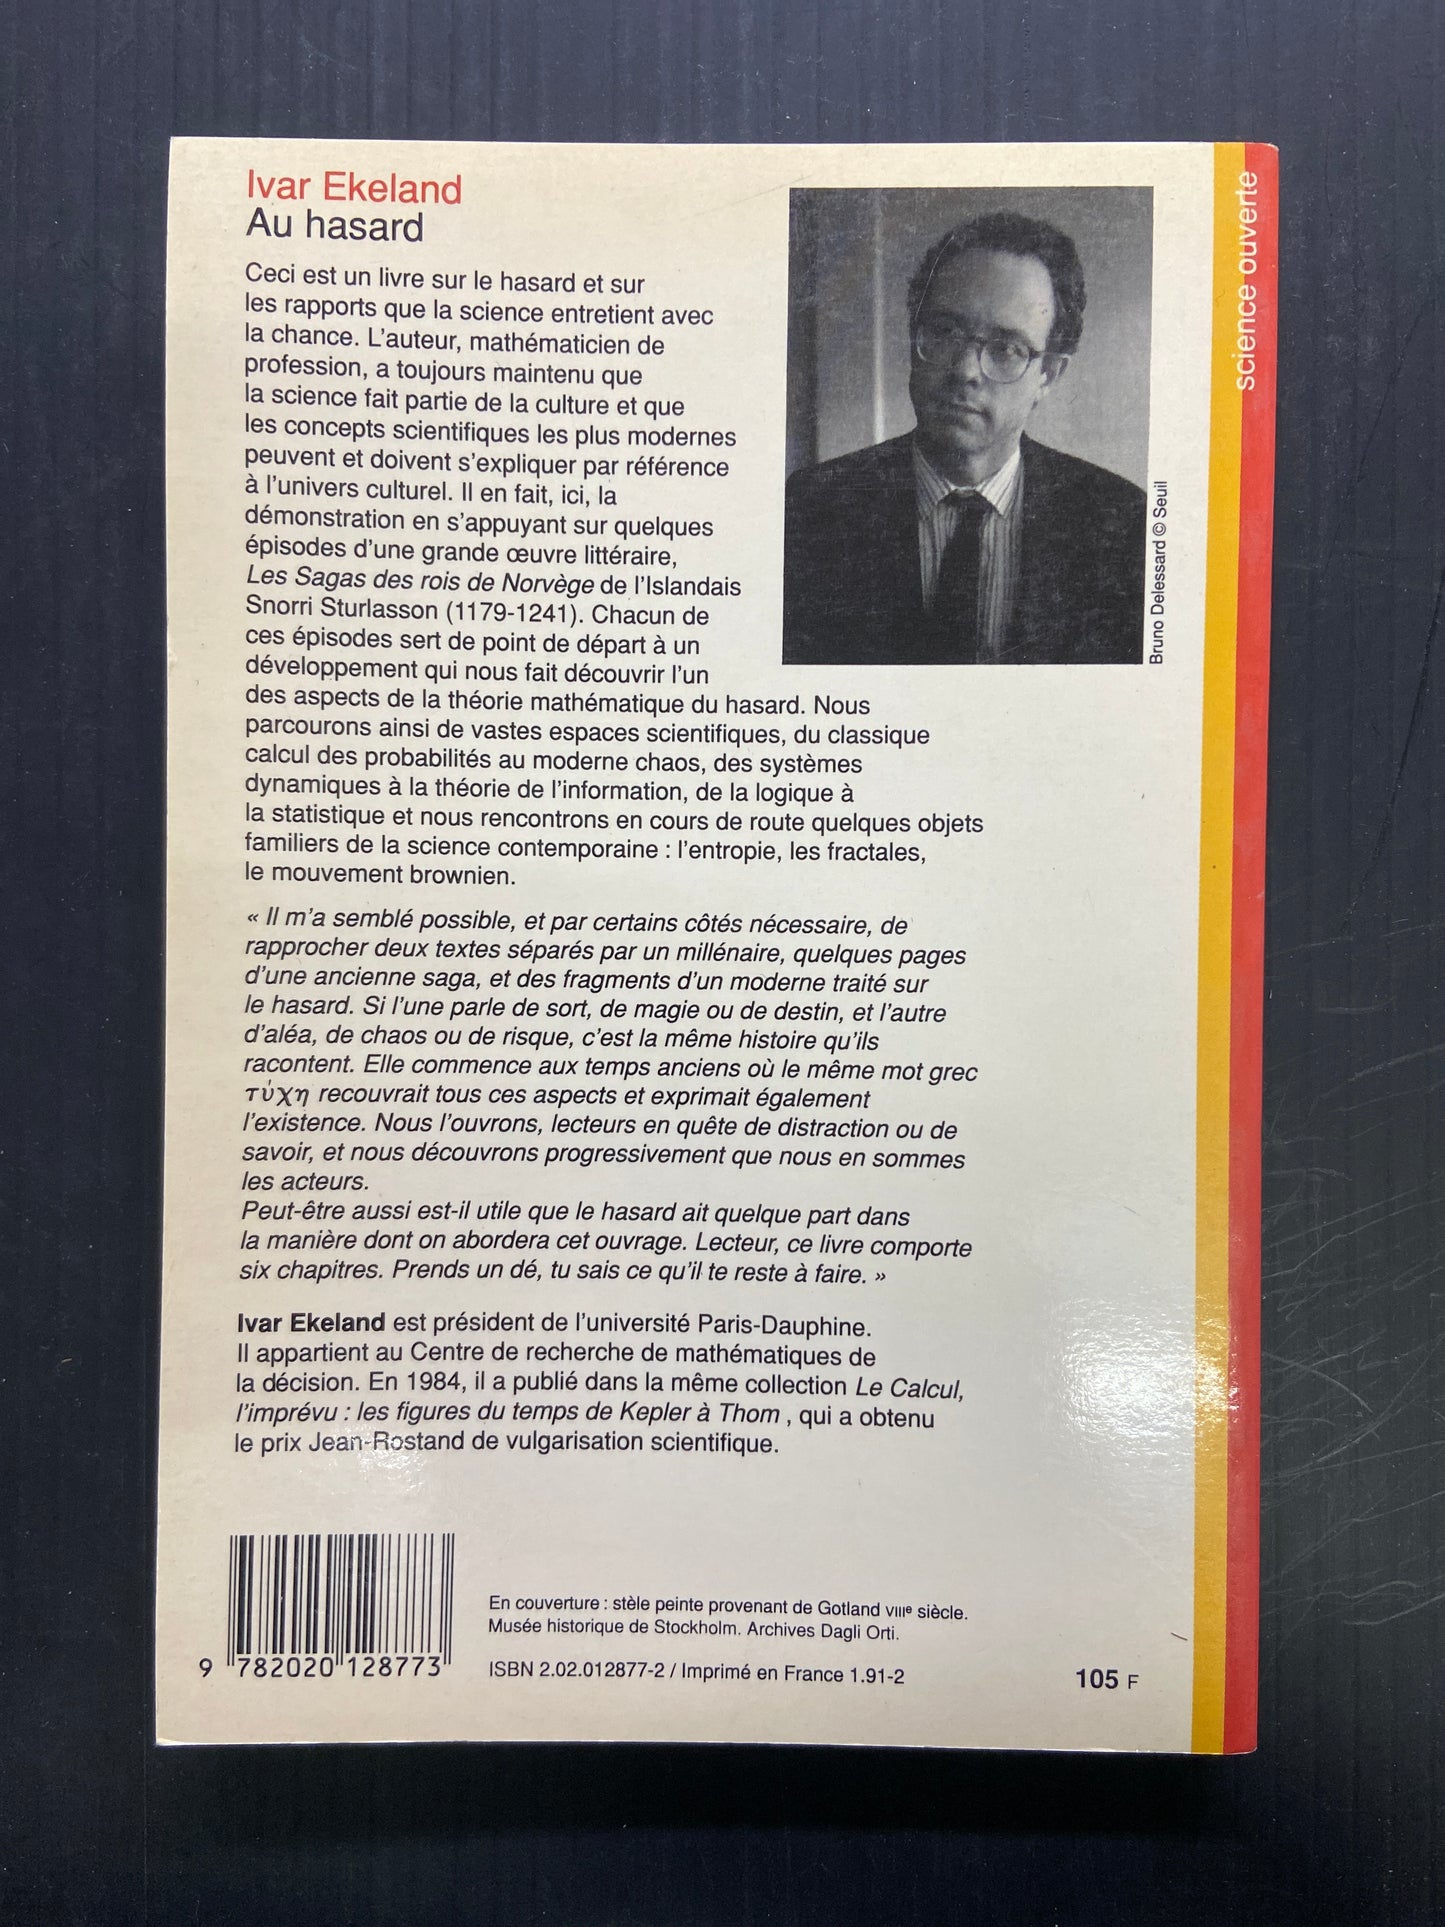 Ivar Ekeland
Au hasard
Ceci est un livre sur le hasard et sur
les rapports que la science entretient avec
la chance. L'auteur, mathématicien de
profession, a toujours maintenu que
la science fait partie de la culture et que
les concepts scientifiques les plus modernes
peuvent et doivent s'expliquer par référence
à l'univers culturel. Il en fait, ici, la
démonstration en s'appuyant sur quelques
épisodes d'une grande œuvre littéraire,
Les Sagas des rois de Norvège de l'Islandais
Snorri Sturlasson (1179-1241). Chacun de
ces épisodes sert de point de départ à un
développement qui nous fait découvrir l'un
des aspects de la théorie mathématique du hasard. Nous
parcourons ainsi de vastes espaces scientifiques, du classique
calcul des probabilités au moderne chaos, des systèmes
dynamiques à la théorie de l'information, de la logique à
la statistique et nous rencontrons en cours de route quelques objets
familiers de la science contemporaine : l'entropie, les fractales,
le mouvement brownien.
« Il m'a semblé possible, et par certains côtés nécessaire, de
rapprocher deux textes séparés par un millénaire, quelques pages
d'une ancienne saga, et des fragments d'un moderne traité sur
le hasard. Si l'une parle de sort, de magie ou de destin, et l'autre
d'aléa, de chaos ou de risque, c'est la même histoire qu'ils
racontent. Elle commence aux temps anciens où le même mot grec
τύχη recouvrait tous ces aspects et exprimait également
l'existence. Nous l'ouvrons, lecteurs en quête de distraction ou de
savoir, et nous découvrons progressivement que nous en sommes
les acteurs.
Peut-être aussi est-il utile que le hasard ait quelque part dans
la manière dont on abordera cet ouvrage. Lecteur, ce livre comporte
six chapitres. Prends un dé, tu sais ce qu'il te reste à faire. »
Ivar Ekeland est président de l'université Paris-Dauphine.
Il appartient au Centre de recherche de mathématiques de
la décision. En 1984, il a publié dans la même collection Le Calcul,
l'imprévu : les figures du temps de Kepler à Thom , qui a obtenu
le prix Jean-Rostand de vulgarisation scientifique.
Bruno Delessard © Seuil
science ouverte
9 782020 128773
En couverture : stèle peinte provenant de Gotland VIIIe siècle.
Musée historique de Stockholm. Archives Dagli Orti.
ISBN 2.02.012877-2 / Imprimé en France 1.91-2
105 F